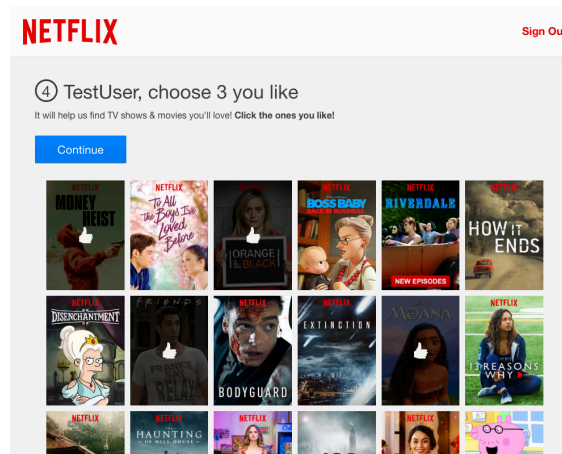 NETFLIX
Sign Ou
4 TestUser, choose 3 you like
It will help us find TV shows & movies you'll love! Click the ones you like!
Continue
NETFLIX
MONEY
HEIST
NETFLIX
To All
the Boys I've
Loved
Before
ORANGE
IS BLACK
NETFLIX
BOSS BABY
BACK IN BUSINESS
NETFLIX
RIVERDALE
NEW EPISODES
NETFLIX
HOW IT
ENDS
NETFLIX
DISENCHANTMENT
FRIENDS
FRANKIE
SAY
RELAX
NETFLIX
BODYGUARD
NETFLIX
EXTINCTION
MOANA
NETFLIX
13 REASONS
WHY
NETFLIX
NETFLIX
THE
HAUNTING
OF HILL HOUSE
NETFLIX
NETFLIX